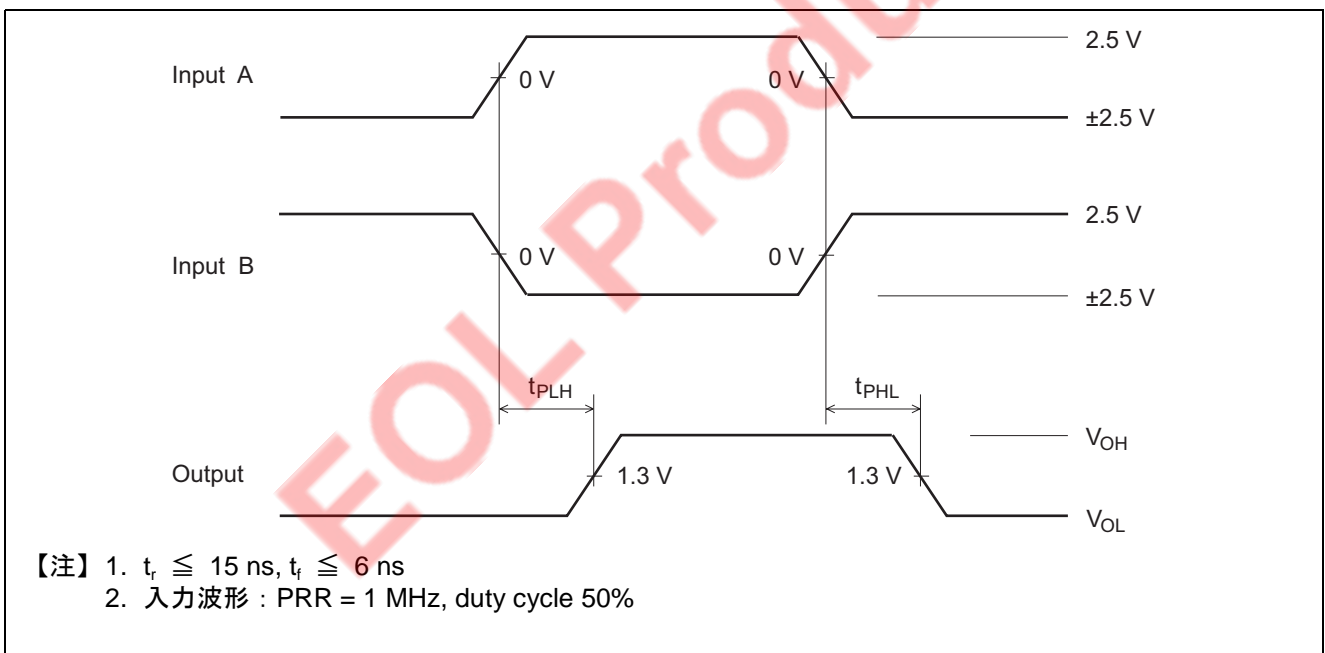 2.5 V
Input A
0 V
0 V
±2.5 V
2.5 V
Input B
0 V
0 V
±2.5 V
tPLH
tPHL
VOH
Output
1.3 V
1.3 V
VOL
【注】 1. tr ≦ 15 ns, tf ≦ 6 ns
2. 入力波形：PRR = 1 MHz, duty cycle 50%
EOL Produ